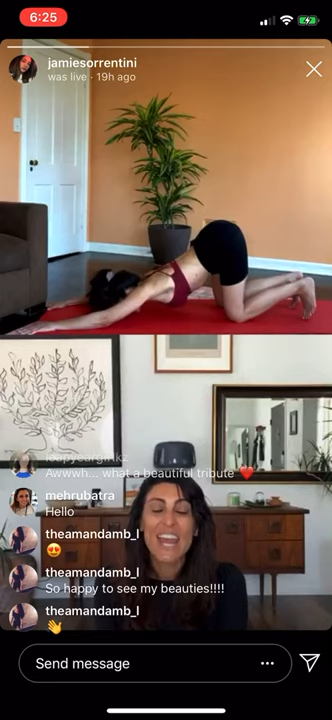 6:25
jamiesorrentini
was live · 19h ago
Awwwh... what a beautiful tribute ❤️
mehrubatra
Hello
theamandamb_l
😍
theamandamb_l
So happy to see my beauties!!!!
theamandamb_l
👋
Send message